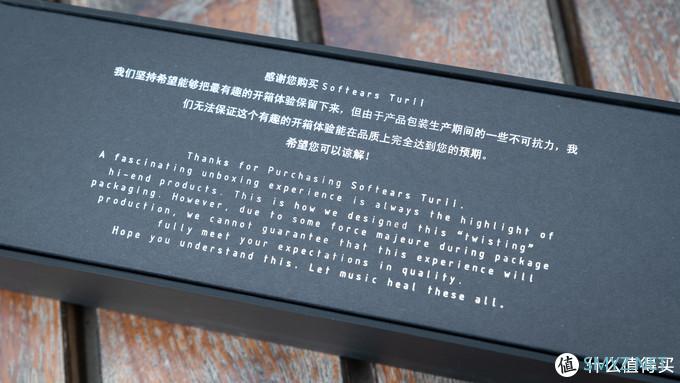 感谢您购买 Softears Turii
我们坚持希望能够把最有趣的开箱体验保留下来，但由于产品包装生产期间的一些不可抗力，我
们无法保证这个有趣的开箱体验能在品质上完全达到您的预期。
希望您可以谅解！
Thanks for Purchasing Softears Turii.
A fascinating unboxing experience is always the highlight of
hi-end products. This is how we designed this “twisting”
packaging. However, due to some force majeure during package
production, we cannot guarantee that this experience will
fully meet your expectations in quality.
Hope you understand this. Let music heal these all.
值 什么值得买